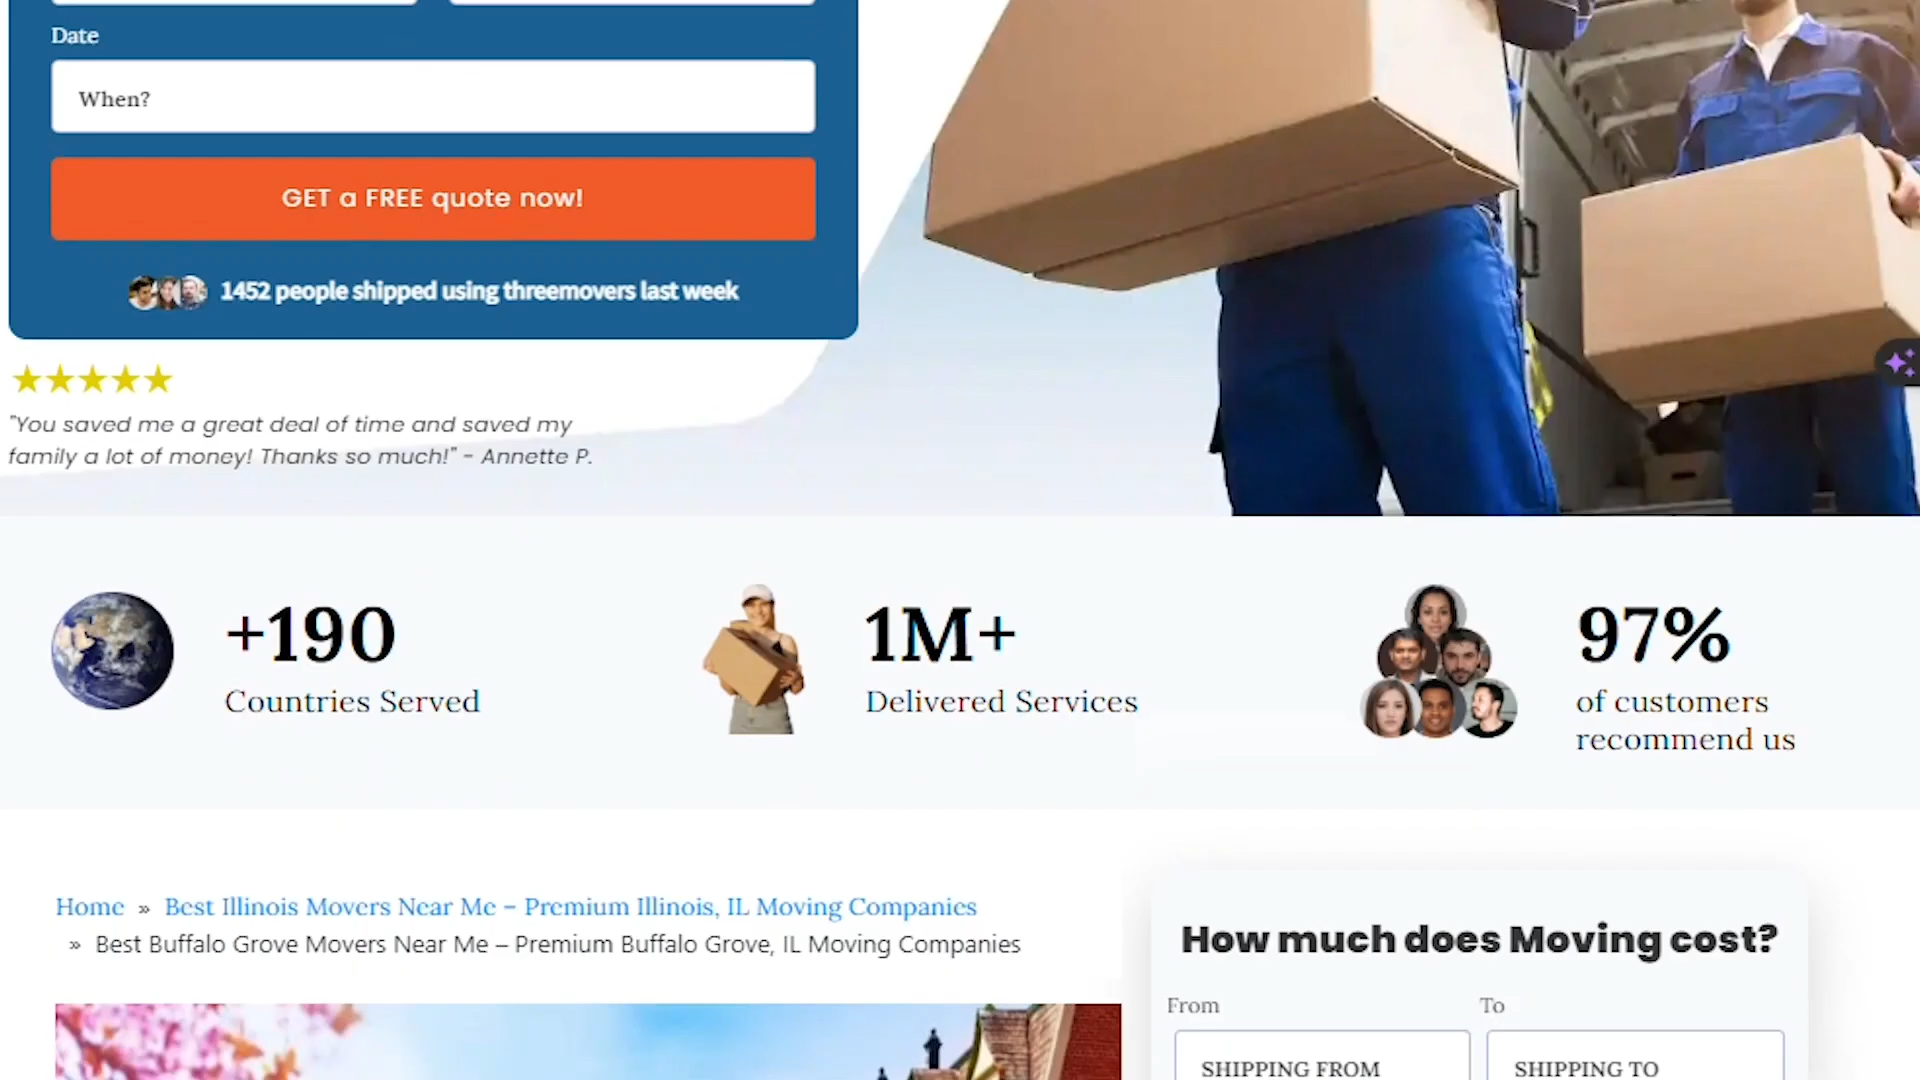 Date
When?
GET a FREE quote now!
1452 people shipped using threemovers last week
"You saved me a great deal of time and saved my
family a lot of money! Thanks so much!" - Annette P.
+190
Countries Served
1M+
Delivered Services
97%
of customers
recommend us
Home » Best Illinois Movers Near Me – Premium Illinois, IL Moving Companies
» Best Buffalo Grove Movers Near Me – Premium Buffalo Grove, IL Moving Companies
How much does Moving cost?
From To
SHIPPING FROM SHIPPING TO